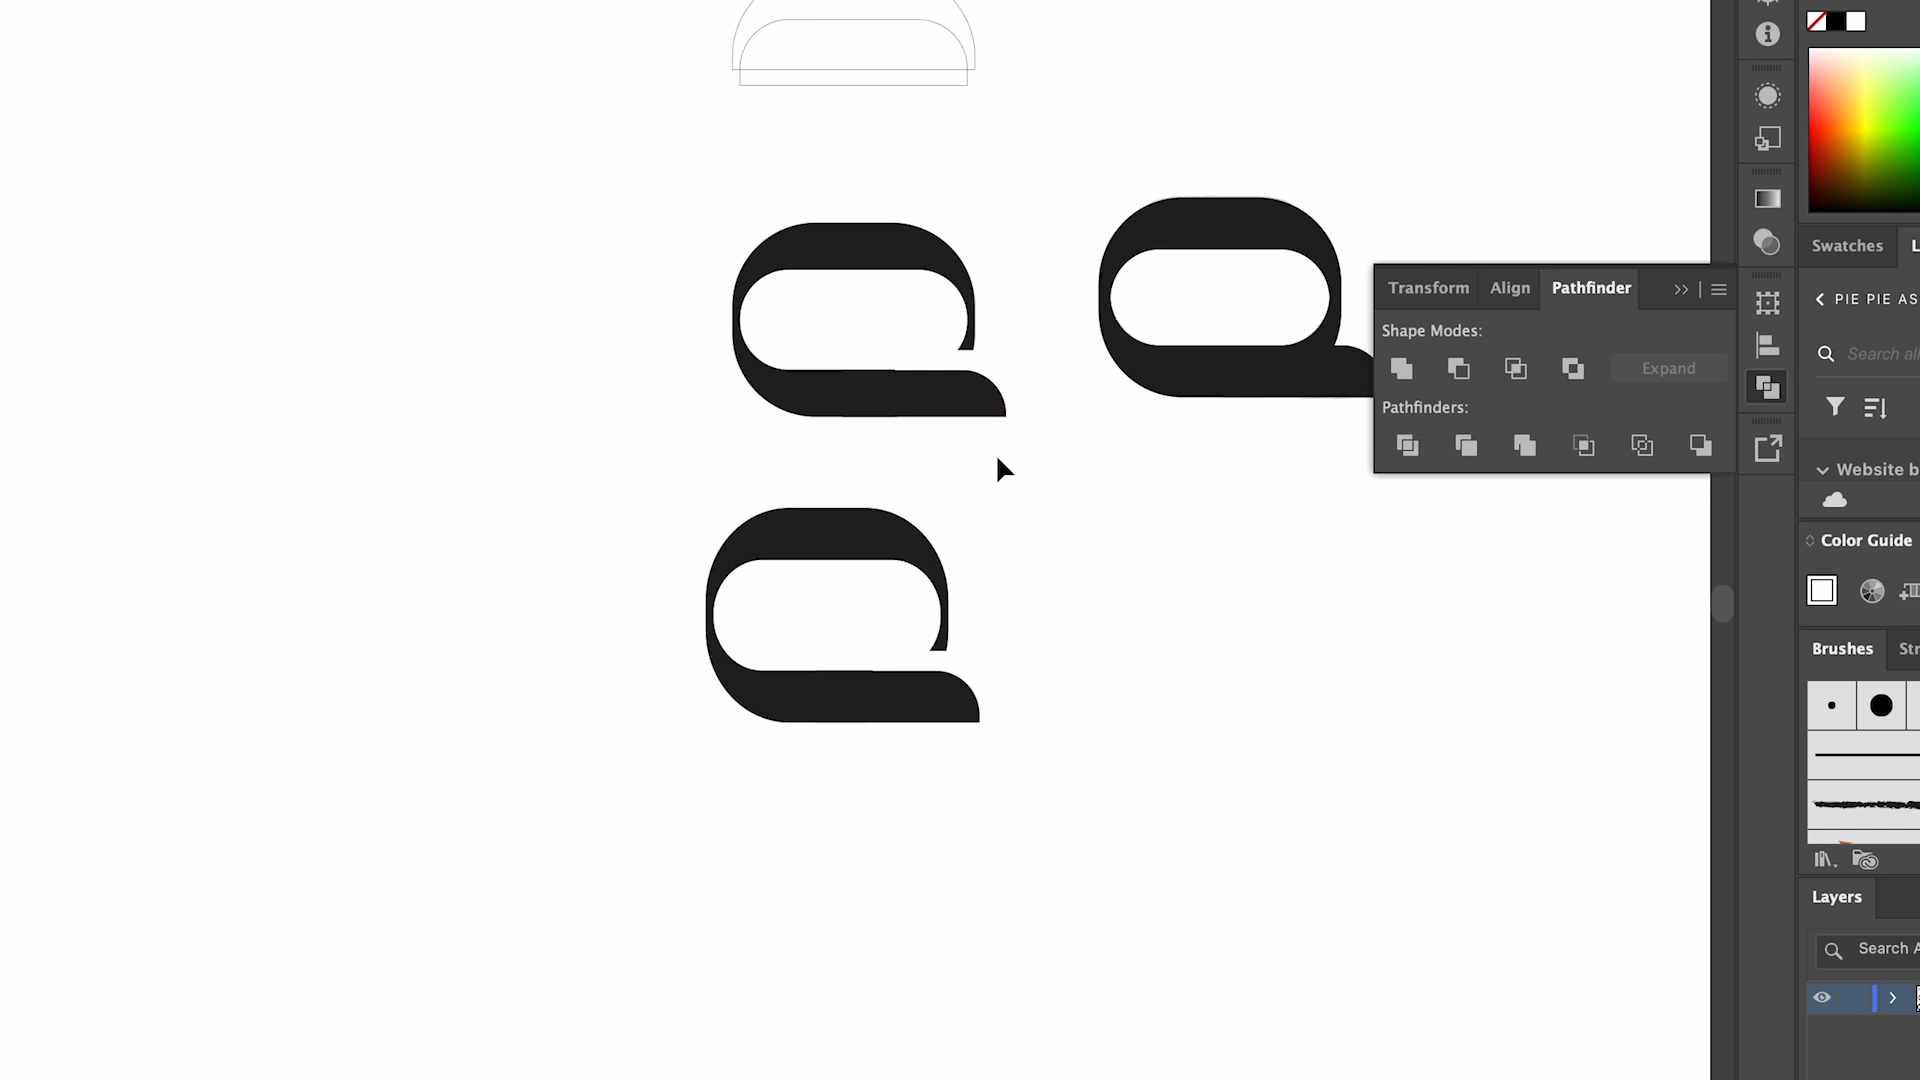 Swatches
L
PIE PIE AS
Transform Align Pathfinder
Shape Modes:
Expand
Pathfinders:
Search all
Website b
Color Guide
Brushes Str
Layers
Search A